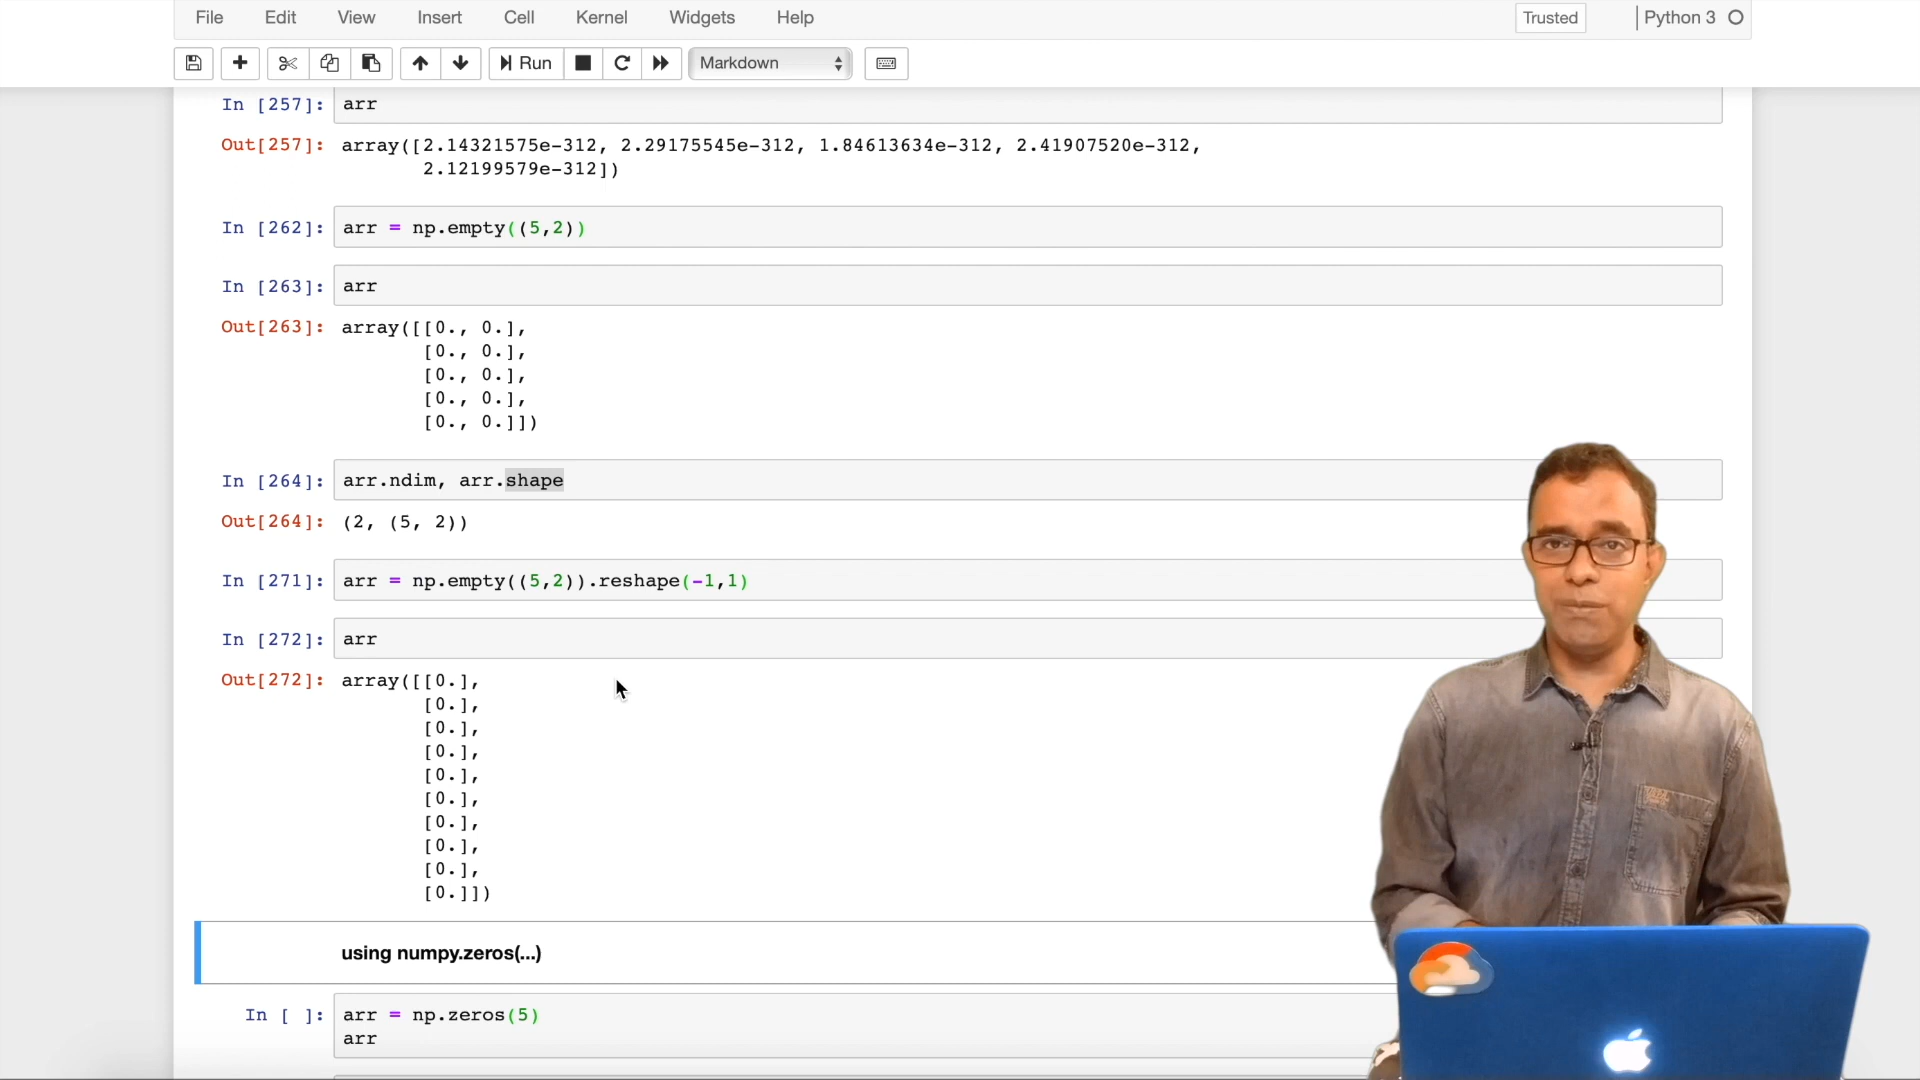 File Edit View Insert Cell Kernel Widgets Help Trusted Python 3
Run Markdown
In [257]: arr
Out[257]: array([2.14321575e-312, 2.29175545e-312, 1.84613634e-312, 2.41907520e-312,
2.12199579e-312])
In [262]: arr = np.empty((5,2))
In [263]: arr
Out[263]: array([[0., 0.],
[0., 0.],
[0., 0.],
[0., 0.],
[0., 0.]])
In [264]: arr.ndim, arr.shape
Out[264]: (2, (5, 2))
In [271]: arr = np.empty((5,2)).reshape(-1,1)
In [272]: arr
Out[272]: array([[0.],
[0.],
[0.],
[0.],
[0.],
[0.],
[0.],
[0.],
[0.],
[0.]])
using numpy.zeros(...)
In [ ]: arr = np.zeros(5)
arr